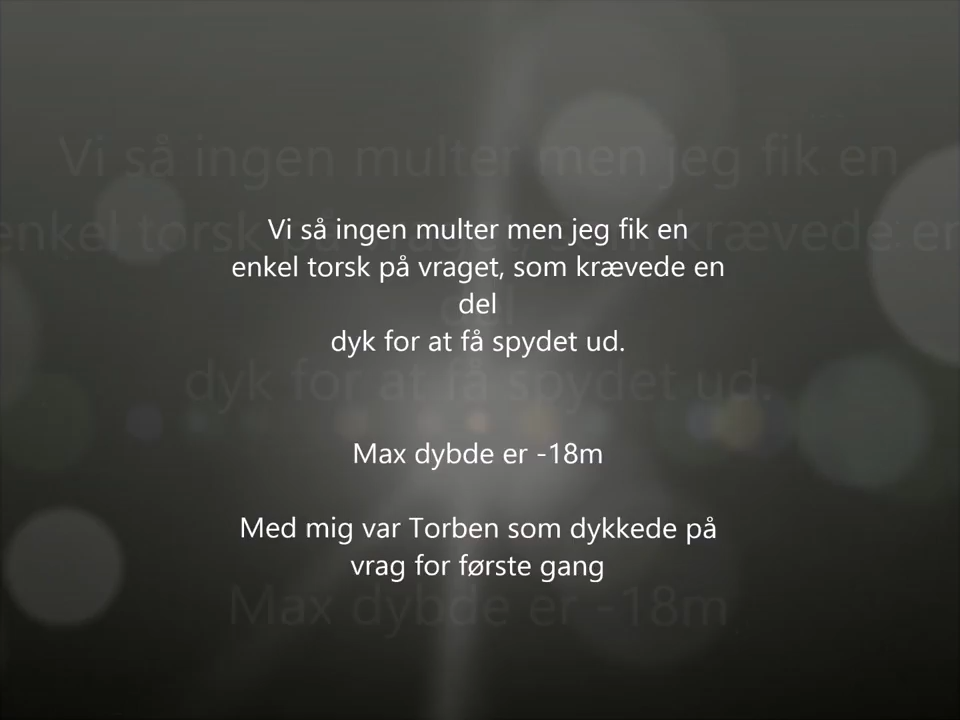 Vi så ingen multer men jeg fik en
enkel torsk på vraget, som krævede en
del
dyk for at få spydet ud.
Max dybde er -18m
Med mig var Torben som dykkede på
vrag for første gang